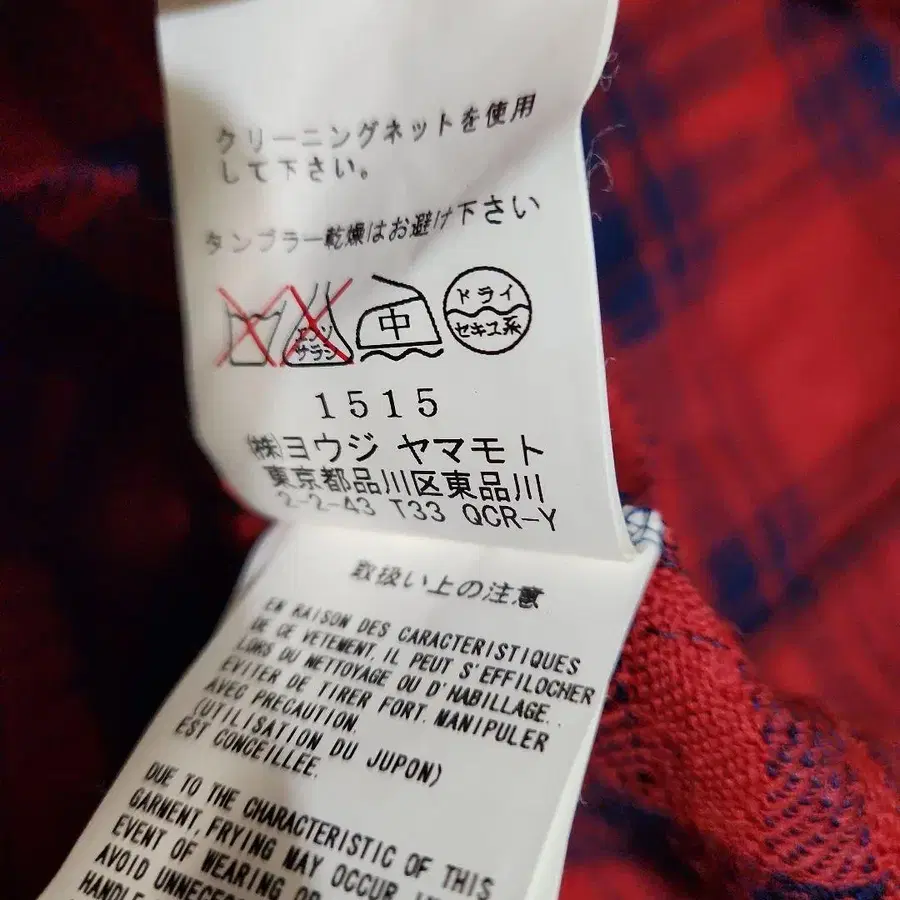 クリーニングネットを使用
して下さい。
タンブラー乾燥はお避け下さい
エンソ
サラシ
中
ドライ
セキユ系
1515
㈱ヨウジ ヤマモト
東京都品川区東品川
2-2-43 T33 QCR-Y
取扱い上の注意
EN RAISON DES CARACTERISTIQUES
DE CE VETEMENT, IL PEUT S'EFFILOCHER
LORS DU NETTOYAGE OU D'HABILLAGE.
EVITER DE TIRER FORT. MANIPULER
AVEC PRECAUTION.
(UTILISATION DU JUPON)
EST CONCEILLEE.
DUE TO THE CHARACTERISTIC OF THIS
GARMENT, FRYING MAY OCCUR
EVENT OF WEARING OR
AVOID
HANDLE